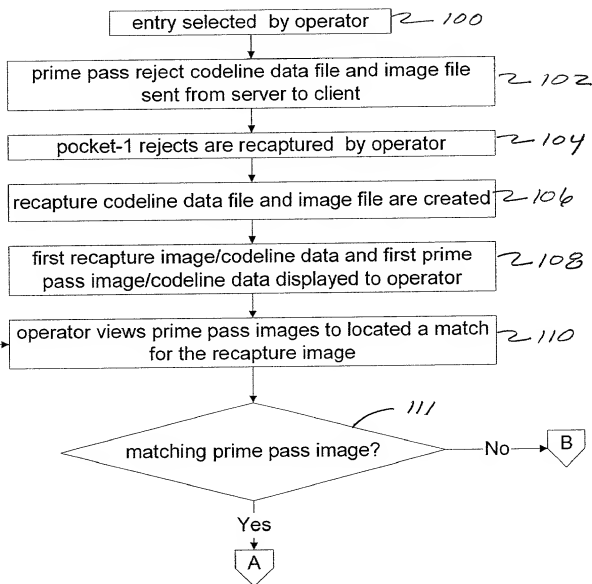 entry selected by operator
100
prime pass reject codeline data file and image file
sent from server to client
102
pocket-1 rejects are recaptured by operator
104
recapture codeline data file and image file are created
106
first recapture image/codeline data and first prime
pass image/codeline data displayed to operator
108
operator views prime pass images to located a match
for the recapture image
110
111
matching prime pass image?
No
B
Yes
A